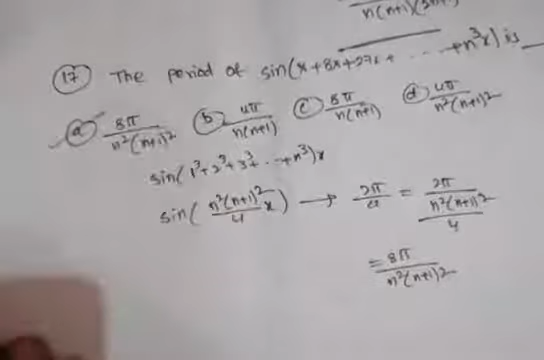 n(n+1)(3n+
(17) The period of sin(x+8x+27x+ ... +n³x) is __
(a) 8π/n²(n+1)² (b) 4π/n(n+1) (c) 8π/n(n+1) (d) 4π/n²(n+1)²
sin(1³+2³+3³+...+n³)x
sin(n²(n+1)²/4 x) → 2π/a = 2π/(n²(n+1)²/4)
= 8π/n²(n+1)²